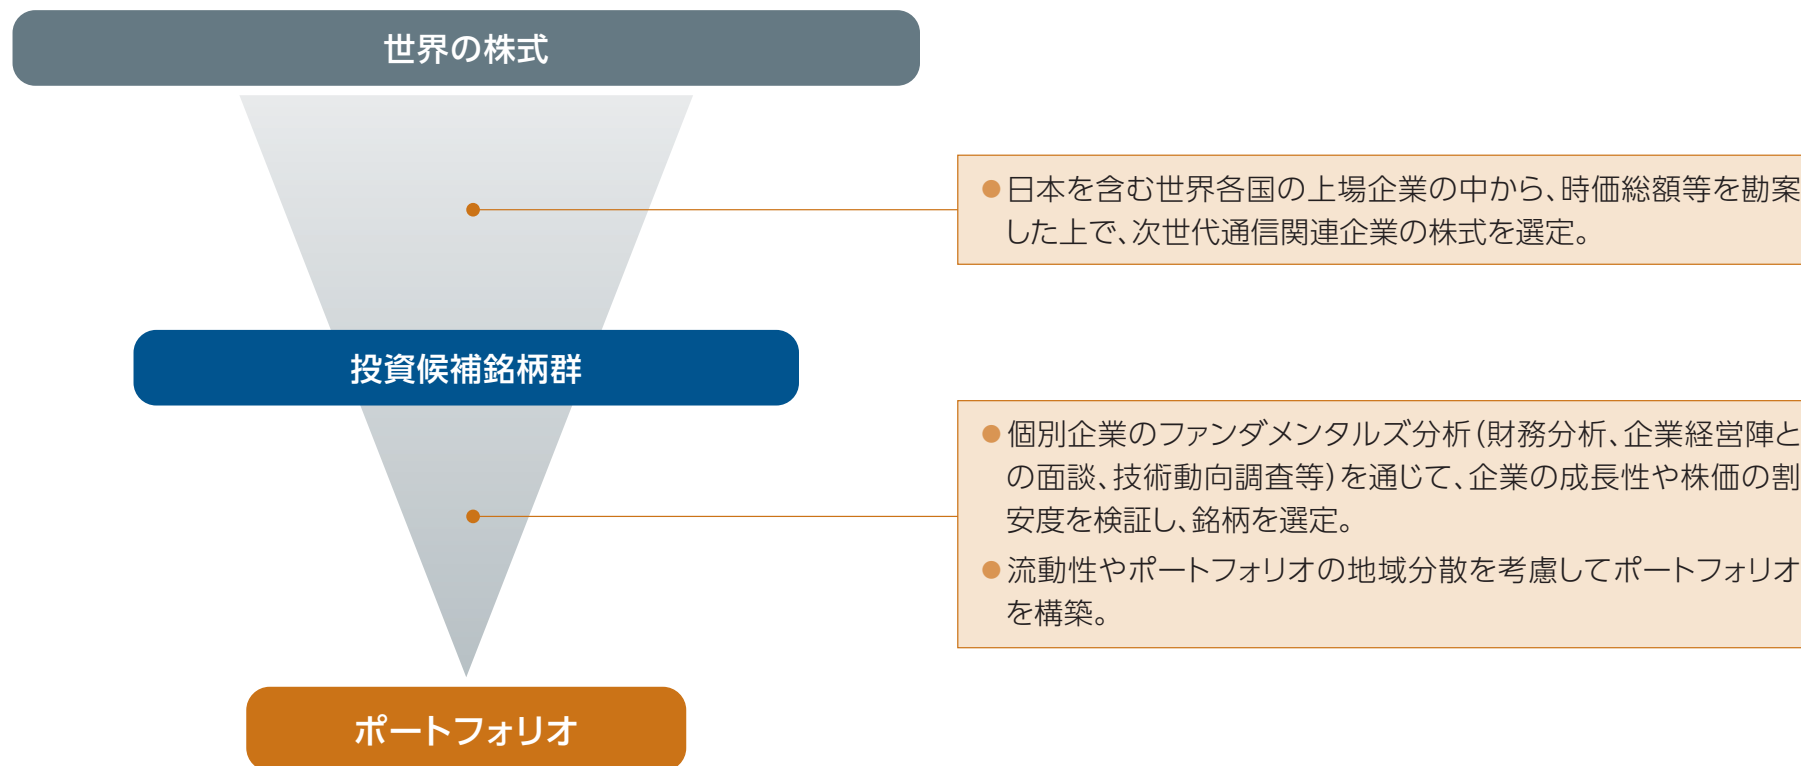 世界の株式
●日本を含む世界各国の上場企業の中から、時価総額等を勘案
した上で、次世代通信関連企業の株式を選定。
投資候補銘柄群
●個別企業のファンダメンタルズ分析(財務分析、企業経営陣と
の面談、技術動向調査等)を通じて、企業の成長性や株価の割
安度を検証し、銘柄を選定。
●流動性やポートフォリオの地域分散を考慮してポートフォリオ
を構築。
ポートフォリオ